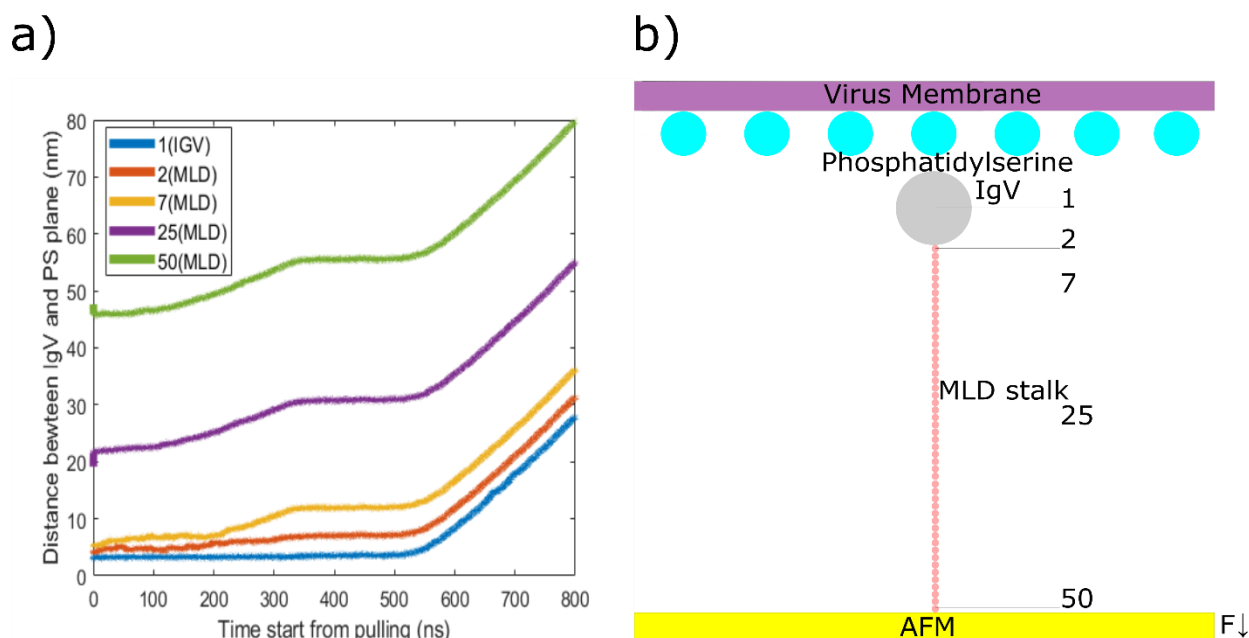 a)
Distance bewteen IgV and PS plane (nm)
80
70
60
50
40
30
20
10
0
1(IGV)
2(MLD)
7(MLD)
25(MLD)
50(MLD)
0 100 200 300 400 500 600 700 800
Time start from pulling (ns)
b)
Virus Membrane
Phosphatidylserine
IgV
1
2
7
MLD stalk
25
50
AFM
F↓